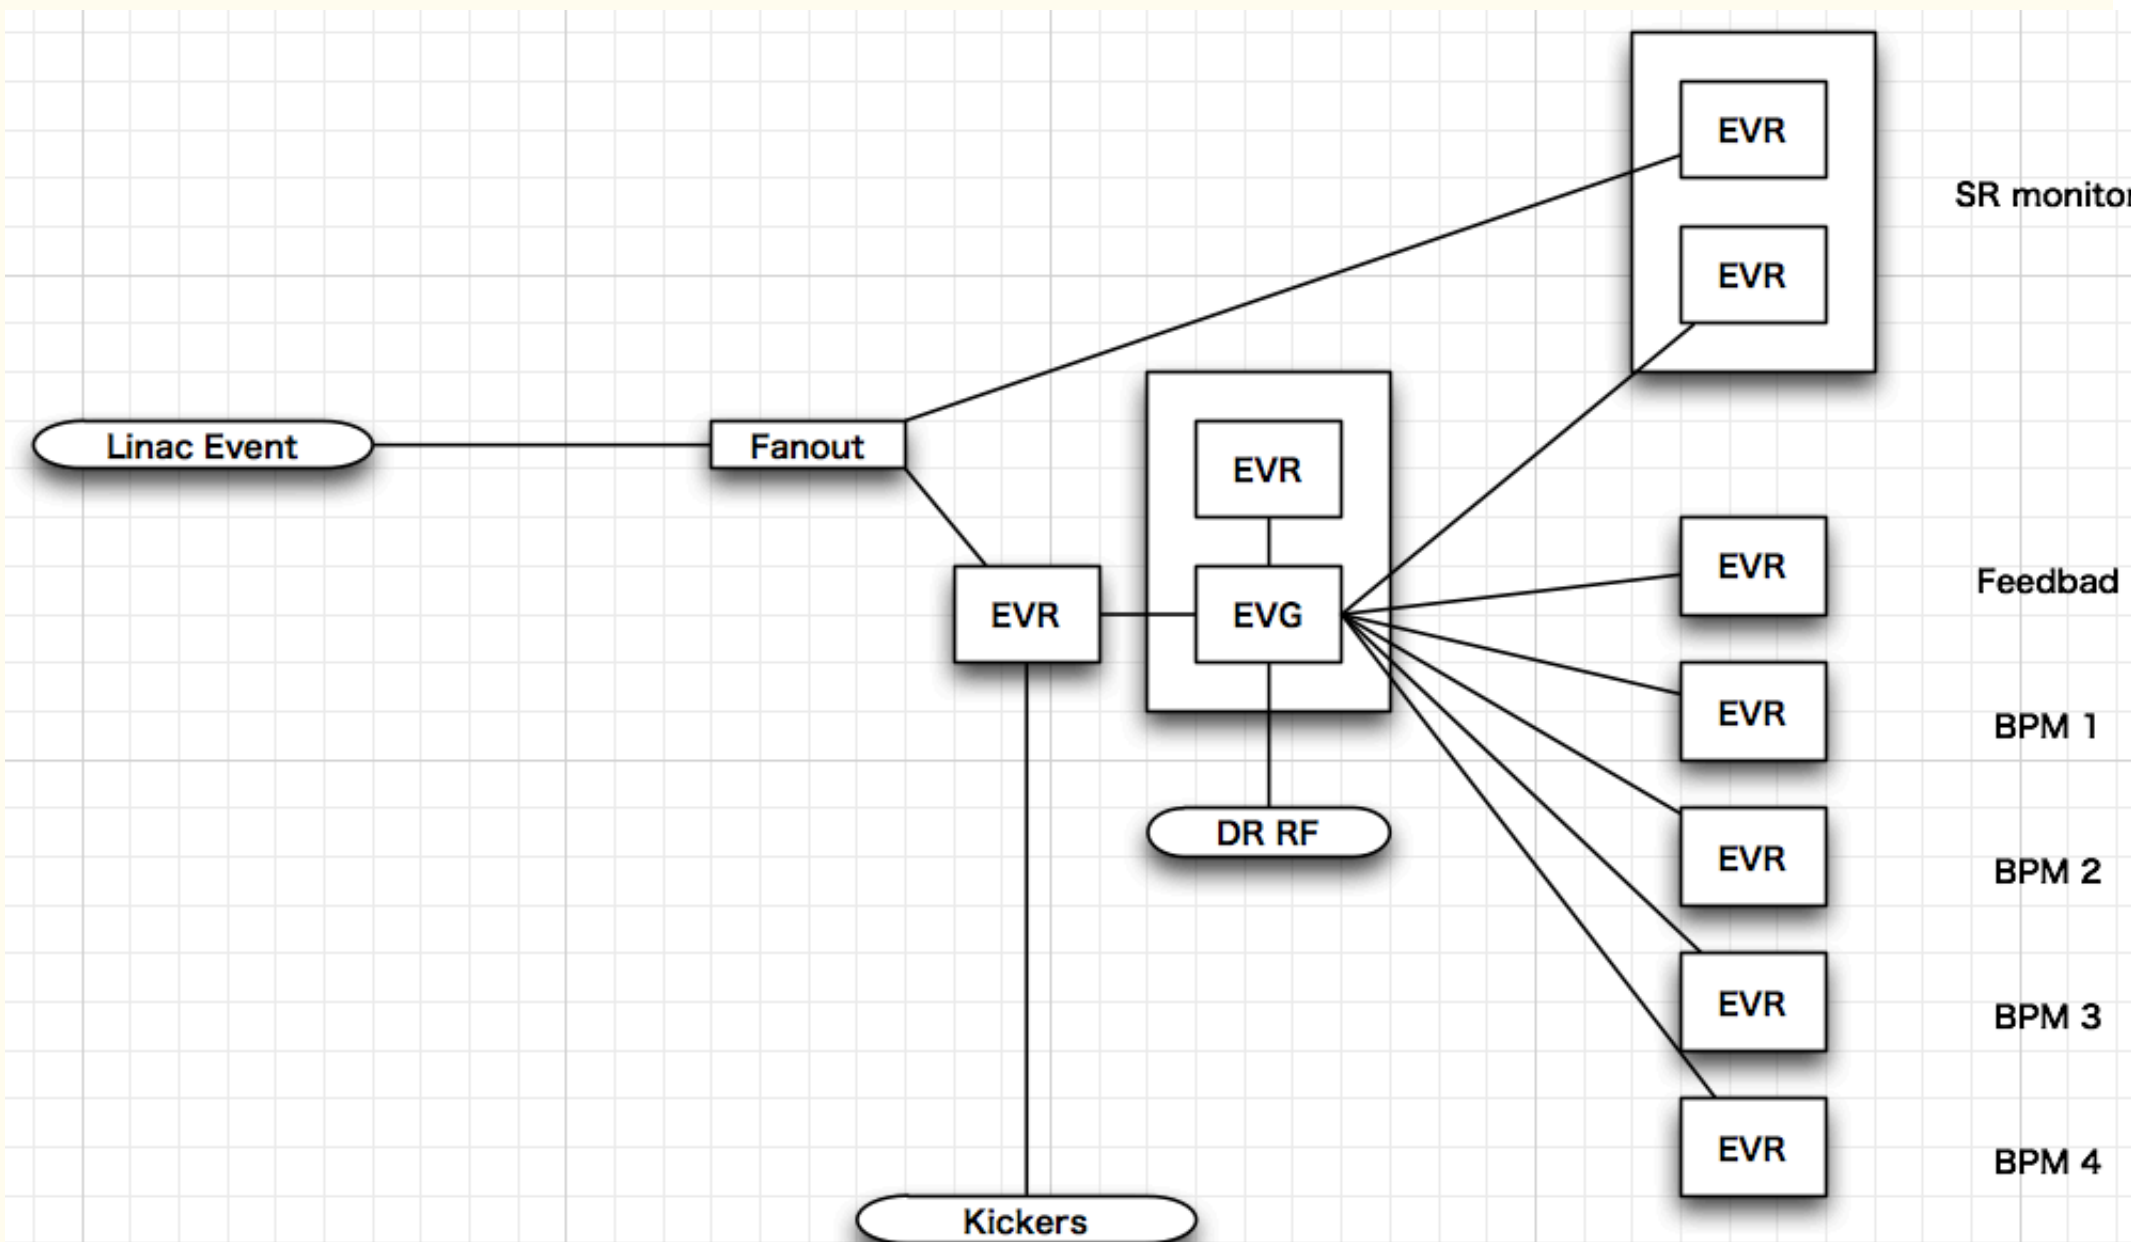 EVR
SR monitor
EVR
Linac Event
Fanout
EVR
EVR
EVG
EVR
Feedbad
EVR
BPM 1
DR RF
EVR
BPM 2
EVR
BPM 3
EVR
BPM 4
Kickers